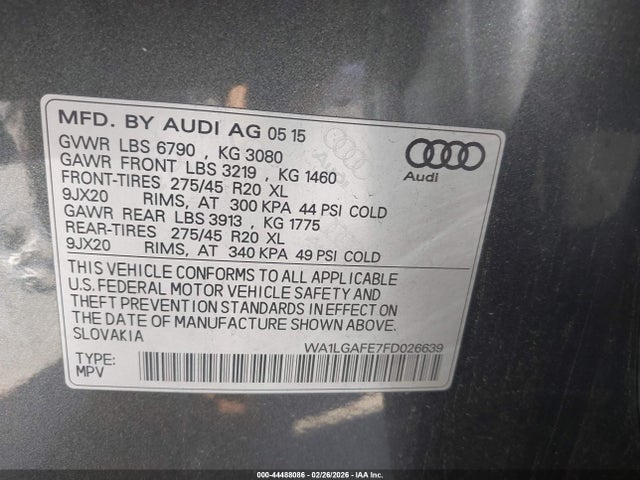 MFD. BY AUDI AG 05 15
GVWR LBS 6790 , KG 3080
GAWR FRONT LBS 3219 , KG 1460
FRONT-TIRES 275/45 R20 XL
9JX20 RIMS, AT 300 KPA 44 PSI COLD
GAWR REAR LBS 3913 , KG 1775
REAR-TIRES 275/45 R20 XL
9JX20 RIMS, AT 340 KPA 49 PSI COLD
Audi
THIS VEHICLE CONFORMS TO ALL APPLICABLE
U.S. FEDERAL MOTOR VEHICLE SAFETY AND
THEFT PREVENTION STANDARDS IN EFFECT ON
THE DATE OF MANUFACTURE SHOWN ABOVE.
SLOVAKIA
WA1LGAFE7FD026639
TYPE:
MPV
000-44488086 - 02/26/2026 - IAA Inc.